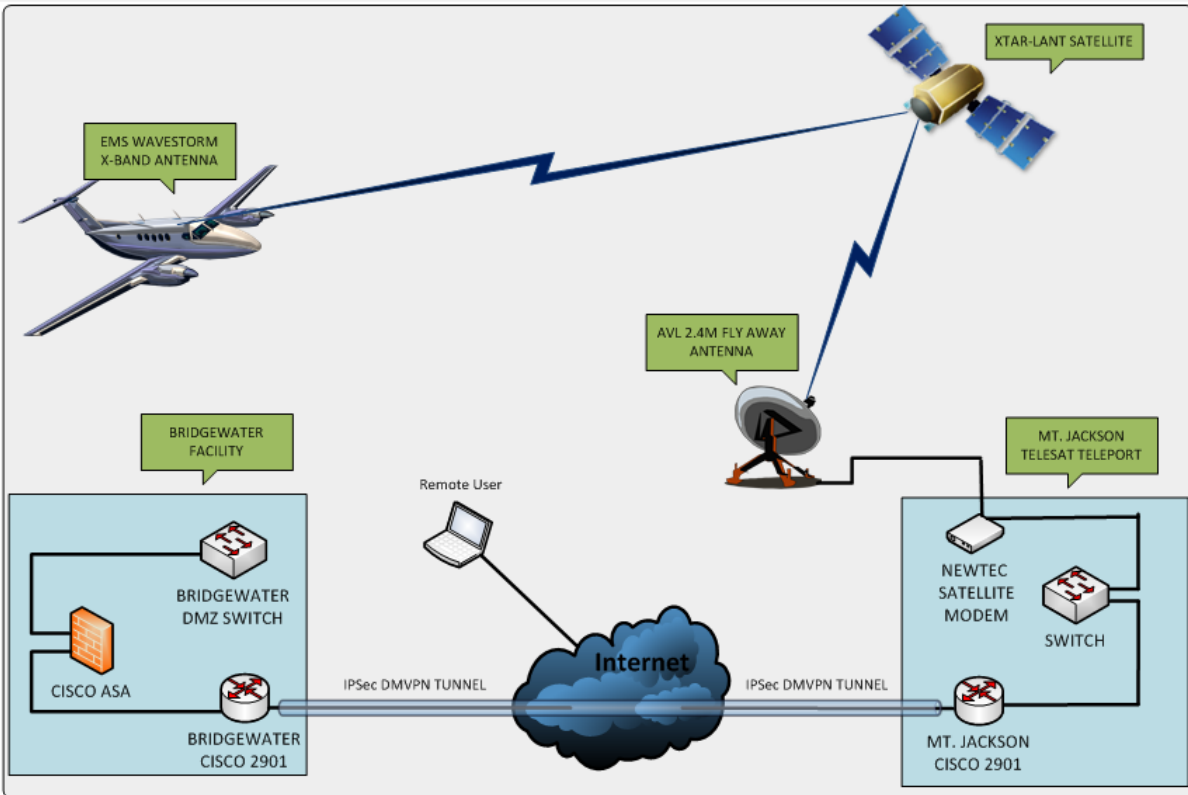 XTAR-LANT SATELLITE
EMS WAVESTORM
X-BAND ANTENNA
AVL 2.4M FLY AWAY
ANTENNA
BRIDGEWATER
FACILITY
MT. JACKSON
TELESAT TELEPORT
Remote User
BRIDGEWATER
DMZ SWITCH
NEWTEC
SATELLITE
MODEM
SWITCH
CISCO ASA
Internet
IPSec DMVPN TUNNEL
IPSec DMVPN TUNNEL
BRIDGEWATER
CISCO 2901
MT. JACKSON
CISCO 2901